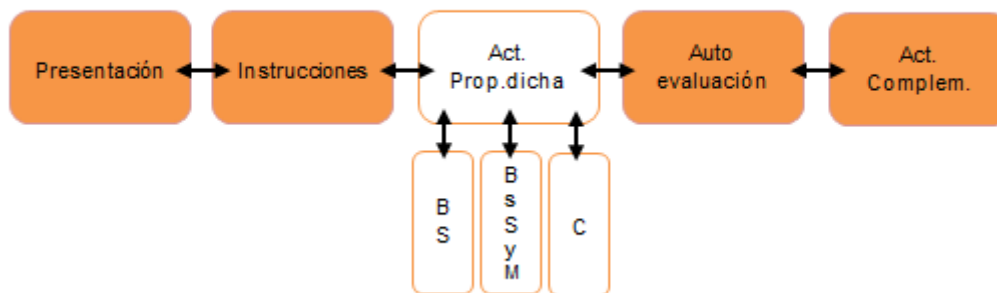 Presentación
Instrucciones
Act.
Prop.dicha
Auto
evaluación
Act.
Complem.
B
S
B
s
S
y
M
C